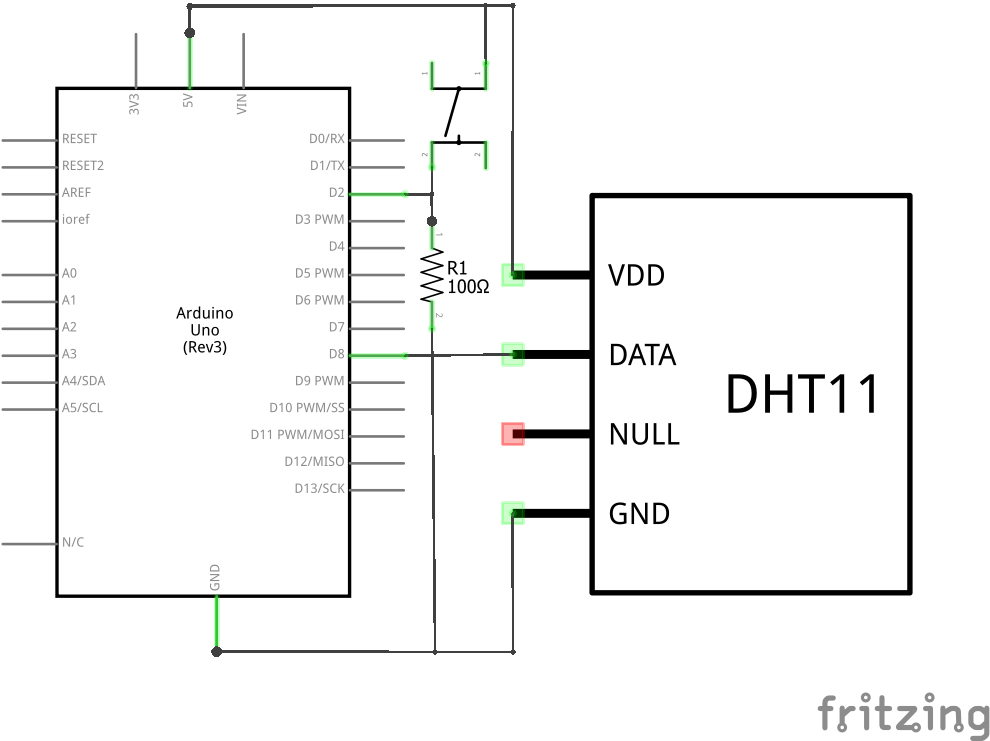 3V3
5V
VIN
1
1
RESET
D0/RX
RESET2
D1/TX
2
2
AREF
D2
ioref
D3 PWM
1
D4
A0
D5 PWM
R1
100Ω
VDD
A1
D6 PWM
Arduino
Uno
(Rev3)
2
A2
D7
A3
D8
DATA
A4/SDA
D9 PWM
DHT11
A5/SCL
D10 PWM/SS
D11 PWM/MOSI
NULL
D12/MISO
D13/SCK
GND
N/C
GND
fritzing